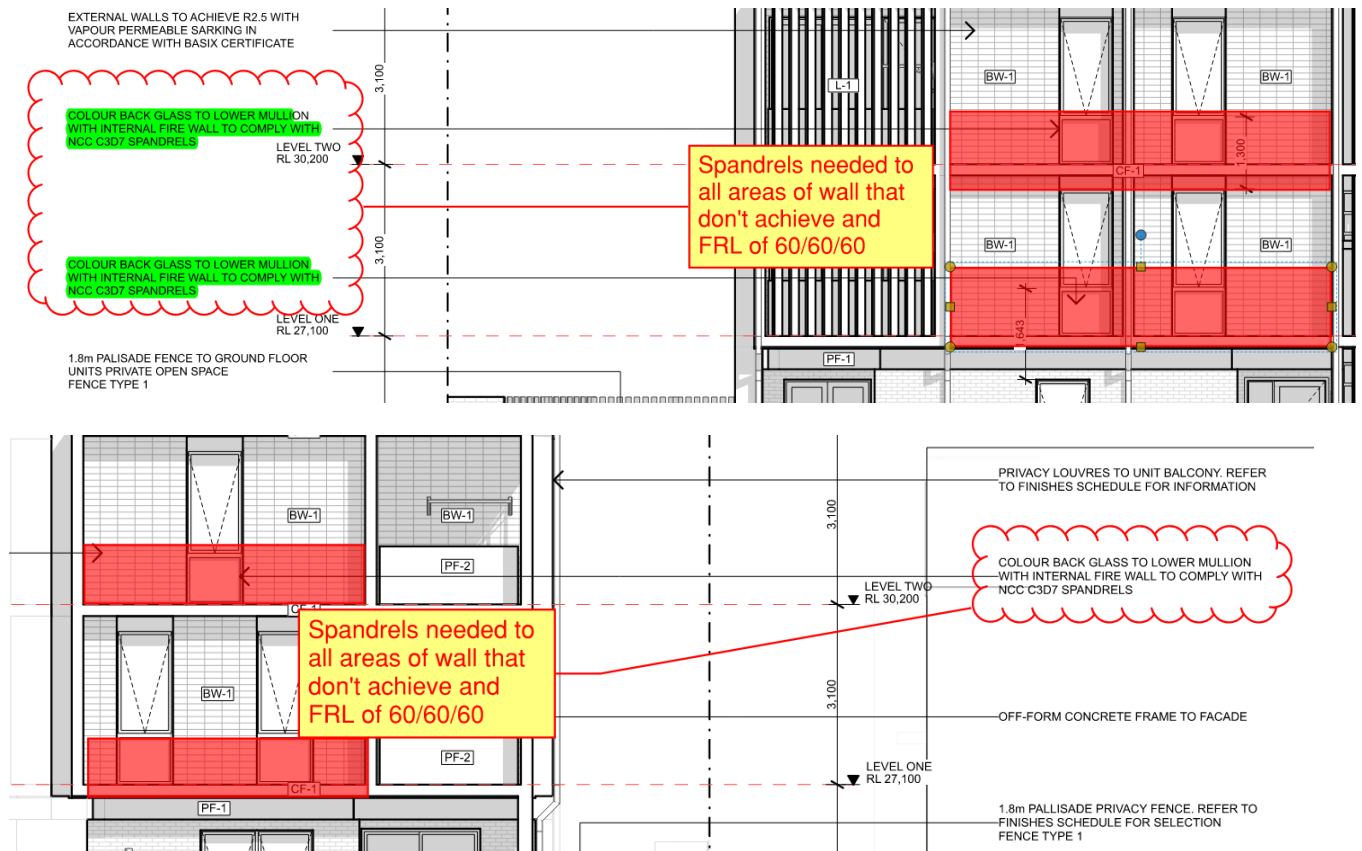 EXTERNAL WALLS TO ACHIEVE R2.5 WITH
VAPOUR PERMEABLE SARKING IN
ACCORDANCE WITH BASIX CERTIFICATE
3,100
COLOUR BACK GLASS TO LOWER MULLION
WITH INTERNAL FIRE WALL TO COMPLY WITH
NCC C3D7 SPANDRELS
LEVEL TWO
RL 30,200
3,100
COLOUR BACK GLASS TO LOWER MULLION
WITH INTERNAL FIRE WALL TO COMPLY WITH
NCC C3D7 SPANDRELS
LEVEL ONE
RL 27,100
1.8m PALISADE FENCE TO GROUND FLOOR
UNITS PRIVATE OPEN SPACE
FENCE TYPE 1
L-1
BW-1
BW-1
Spandrels needed to
all areas of wall that
don't achieve and
FRL of 60/60/60
1,300
CF-1
BW-1
BW-1
PF-1
BW-1
BW-1
PF-2
CF-1
Spandrels needed to
all areas of wall that
don't achieve and
FRL of 60/60/60
BW-1
PF-2
CF-1
PF-1
3,100
LEVEL TWO
RL 30,200
3,100
LEVEL ONE
RL 27,100
PRIVACY LOUVRES TO UNIT BALCONY. REFER
TO FINISHES SCHEDULE FOR INFORMATION
COLOUR BACK GLASS TO LOWER MULLION
WITH INTERNAL FIRE WALL TO COMPLY WITH
NCC C3D7 SPANDRELS
OFF-FORM CONCRETE FRAME TO FACADE
1.8m PALLISADE PRIVACY FENCE. REFER TO
FINISHES SCHEDULE FOR SELECTION
FENCE TYPE 1